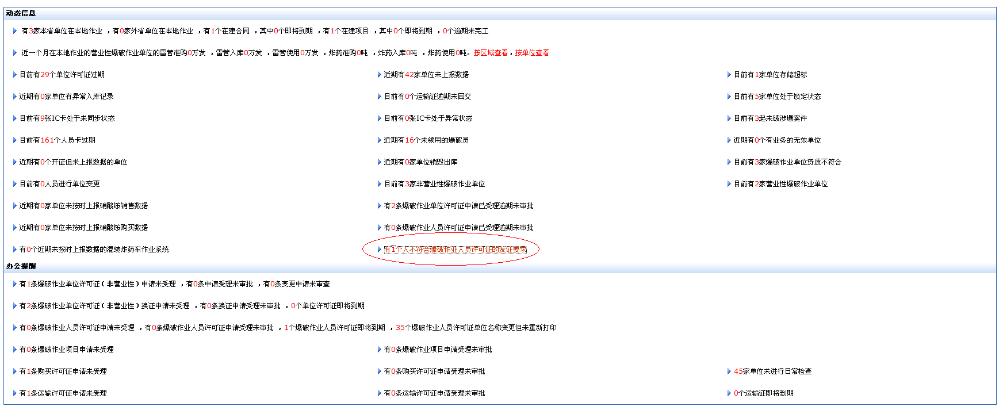 动态信息
有3家本省单位在本地作业 ，有0家外省单位在本地作业 ，有1个在建合同 ，其中0个即将到期 ，有1个在建项目 ，其中0个即将到期 ，0个逾期未完工
近一个月在本地作业的营业性爆破作业单位的雷管准购0万发 ，雷管入库0万发 ，雷管使用0万发 ，炸药准购0吨 ，炸药入库0吨 ，炸药使用0吨。按区域查看，按单位查看
目前有29个单位许可证过期 近期有42家单位未上报数据 目前有1家单位存储超标
近期有0家单位有异常入库记录 目前有0个运输证逾期未回交 目前有5家单位处于锁定状态
目前有9张IC卡处于未同步状态 目前有0张IC卡处于异常状态 目前有3起未破涉爆案件
目前有161个人员卡过期 近期有16个未领用的爆破员 近期有0个有业务的无效单位
近期有0个开证但未上报数据的单位 近期有0家单位销毁出库 目前有3家爆破作业单位资质不符合
目前有0人员进行单位变更 目前有3家非营业性爆破作业单位 目前有2家营业性爆破作业单位
近期有0家单位未按时上报硝酸铵销售数据 有2条爆破作业单位许可证申请已受理逾期未审批
近期有0家单位未按时上报硝酸铵购买数据 有0条爆破作业人员许可证申请已受理逾期未审批
有0个近期未按时上报数据的混装炸药车作业系统 有1个人不符合爆破作业人员许可证的发证要求
办公提醒
有1条爆破作业单位许可证（非营业性）申请未受理 ，有0条申请受理未审批 ，有0条变更申请未审查
有2条爆破作业单位许可证（非营业性）换证申请未受理 ，有0条换证申请受理未审批 ，0个单位许可证即将到期
有0条爆破作业人员许可证申请未受理 ，有0条爆破作业人员许可证申请受理未审批 ，1个爆破作业人员许可证即将到期 ，35个爆破作业人员许可证单位名称变更但未重新打印
有0条爆破作业项目申请未受理 有0条爆破作业项目申请受理未审批
有1条购买许可证申请未受理 有0条购买许可证申请受理未审批 45家单位未进行日常检查
有1条运输许可证申请未受理 有0条运输许可证申请受理未审批 0个运输证即将到期